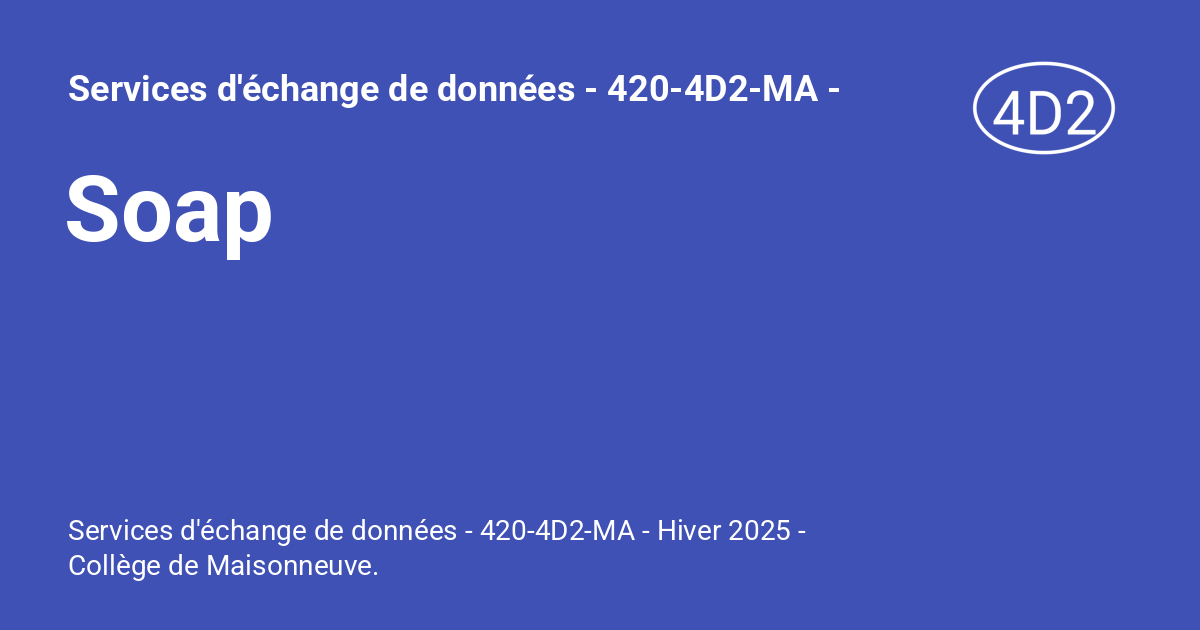 Services d'échange de données - 420-4D2-MA -
4D2
Soap
Services d'échange de données - 420-4D2-MA - Hiver 2025 -
Collège de Maisonneuve.